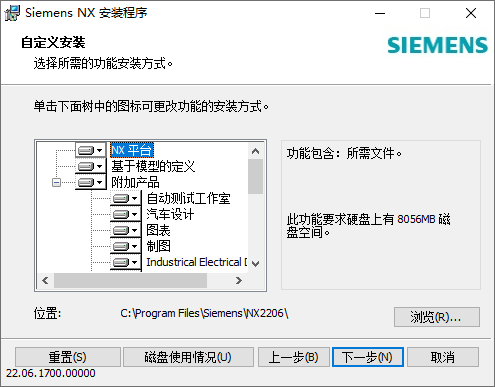 Siemens NX 安装程序
自定义安装
选择所需的功能安装方式。
SIEMENS
单击下面树中的图标可更改功能的安装方式。
NX 平台
基于模型的定义
附加产品
自动测试工作室
汽车设计
图表
制图
Industrical Electrical D
功能包含：所需文件。
此功能要求硬盘上有 8056MB 磁
盘空间。
位置:
C:\Program Files\Siemens\NX2206\
浏览(R)...
重置(S)
磁盘使用情况(U)
上一步(B)
下一步(N)
取消
22.06.1700.00000